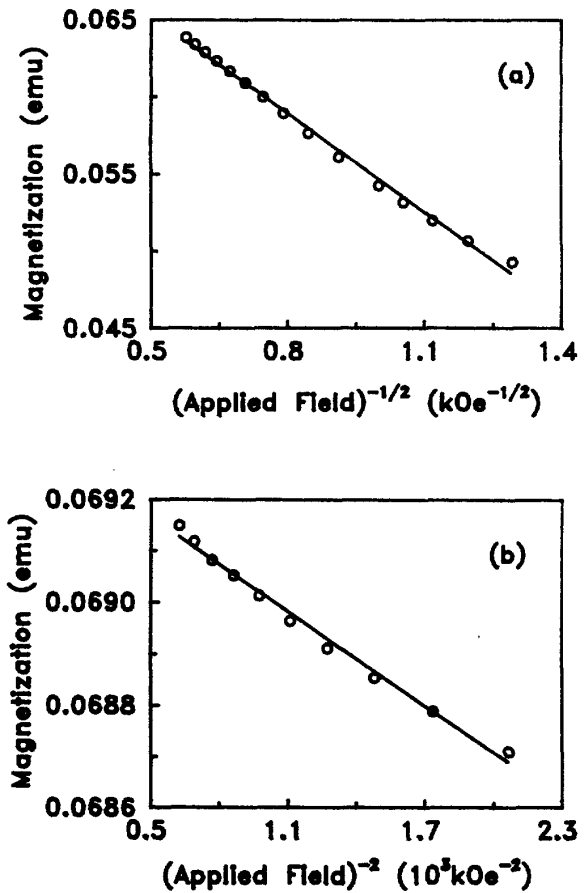 0.065
(a)
0.055
Magnetization (emu)
0.045
0.5 0.8 1.1 1.4
(Applied Field)^-1/2 (kOe^-1/2)
0.0692
(b)
0.0690
Magnetization (emu)
0.0688
0.0686
0.5 1.1 1.7 2.3
(Applied Field)^-2 (10^3kOe^-2)